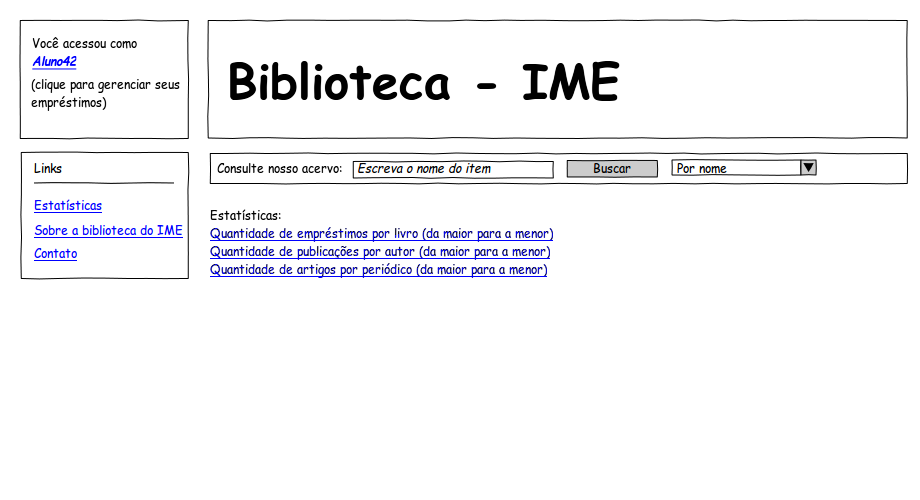 Você acessou como
Aluno42
(clique para gerenciar seus
empréstimos)
Biblioteca - IME
Links
Estatísticas
Sobre a biblioteca do IME
Contato
Consulte nosso acervo: Escreva o nome do item Buscar Por nome
Estatísticas:
Quantidade de empréstimos por livro (da maior para a menor)
Quantidade de publicações por autor (da maior para a menor)
Quantidade de artigos por periódico (da maior para a menor)